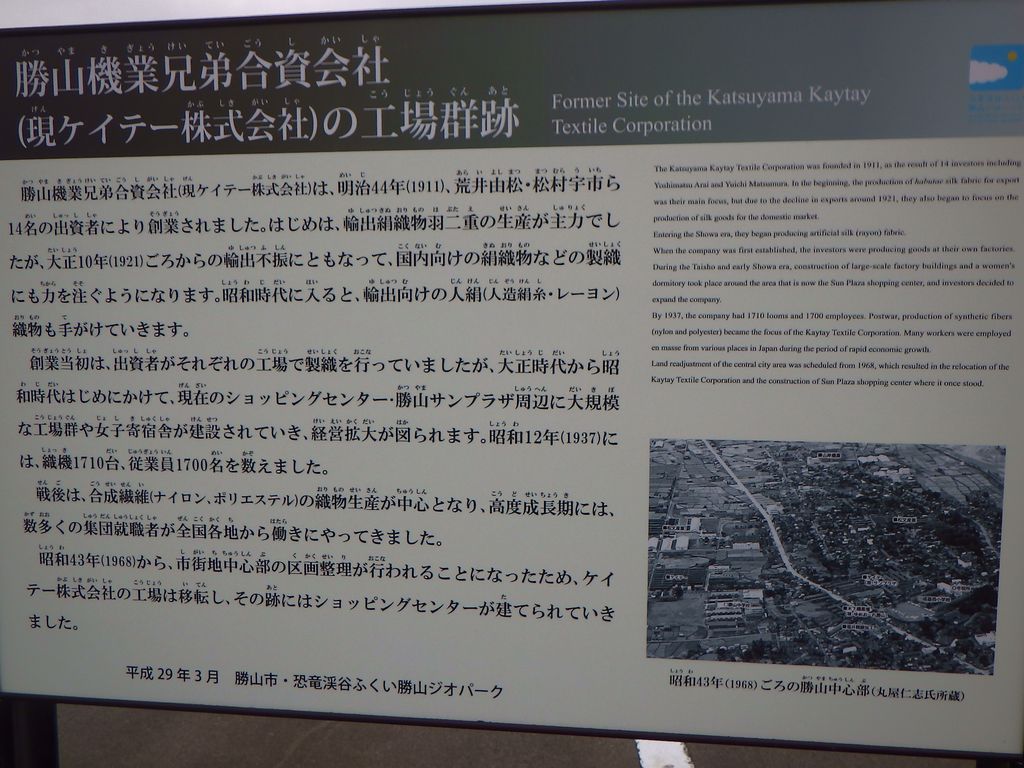 勝山機業兄弟合資会社
(現ケイテー株式会社)の工場群跡
Former Site of the Katsuyama Kaytay
Textile Corporation
勝山機業兄弟合資会社(現ケイテー株式会社)は、明治44年(1911)、荒井由松・松村宇市ら
14名の出資者により創業されました。はじめは、輸出絹織物羽二重の生産が主力でし
たが、大正10年(1921)ごろからの輸出不振にともなって、国内向けの絹織物などの製織
にも力を注ぐようになります。昭和時代に入ると、輸出向けの人絹(人造絹糸・レーヨン)
織物も手がけていきます。
創業当初は、出資者がそれぞれの工場で製織を行っていましたが、大正時代から昭
和時代はじめにかけて、現在のショッピングセンター・勝山サンプラザ周辺に大規模
な工場群や女子寄宿舎が建設されていき、経営拡大が図られます。昭和12年(1937)に
は、織機1710台、従業員1700名を数えました。
戦後は、合成繊維(ナイロン、ポリエステル)の織物生産が中心となり、高度成長期には、
数多くの集団就職者が全国各地から働きにやってきました。
昭和43年(1968)から、市街地中心部の区画整理が行われることになったため、ケイ
テー株式会社の工場は移転し、その跡にはショッピングセンターが建てられていき
ました。
平成29年3月 勝山市・恐竜渓谷ふくい勝山ジオパーク
The Katsuyama Kaytay Textile Corporation was founded in 1911, as the result of 14 investors including
Yoshimatsu Arai and Yuichi Matsumura. In the beginning, the production of habutae silk fabric for export
was their main focus, but due to the decline in exports around 1921, they also began to focus on the
production of silk goods for the domestic market.
Entering the Showa era, they began producing artificial silk (rayon) fabric.
When the company was first established, the investors were producing goods at their own factories.
During the Taisho and early Showa era, construction of large-scale factory buildings and a women's
dormitory took place around the area that is now the Sun Plaza shopping center, and investors decided to
expand the company.
By 1937, the company had 1710 looms and 1700 employees. Postwar, production of synthetic fibers
(nylon and polyester) became the focus of the Kaytay Textile Corporation. Many workers were employed
en masse from various places in Japan during the period of rapid economic growth.
Land readjustment of the central city area was scheduled from 1968, which resulted in the relocation of the
Kaytay Textile Corporation and the construction of Sun Plaza shopping center where it once stood.
昭和43年(1968)ごろの勝山中心部(丸屋仁志氏所蔵)